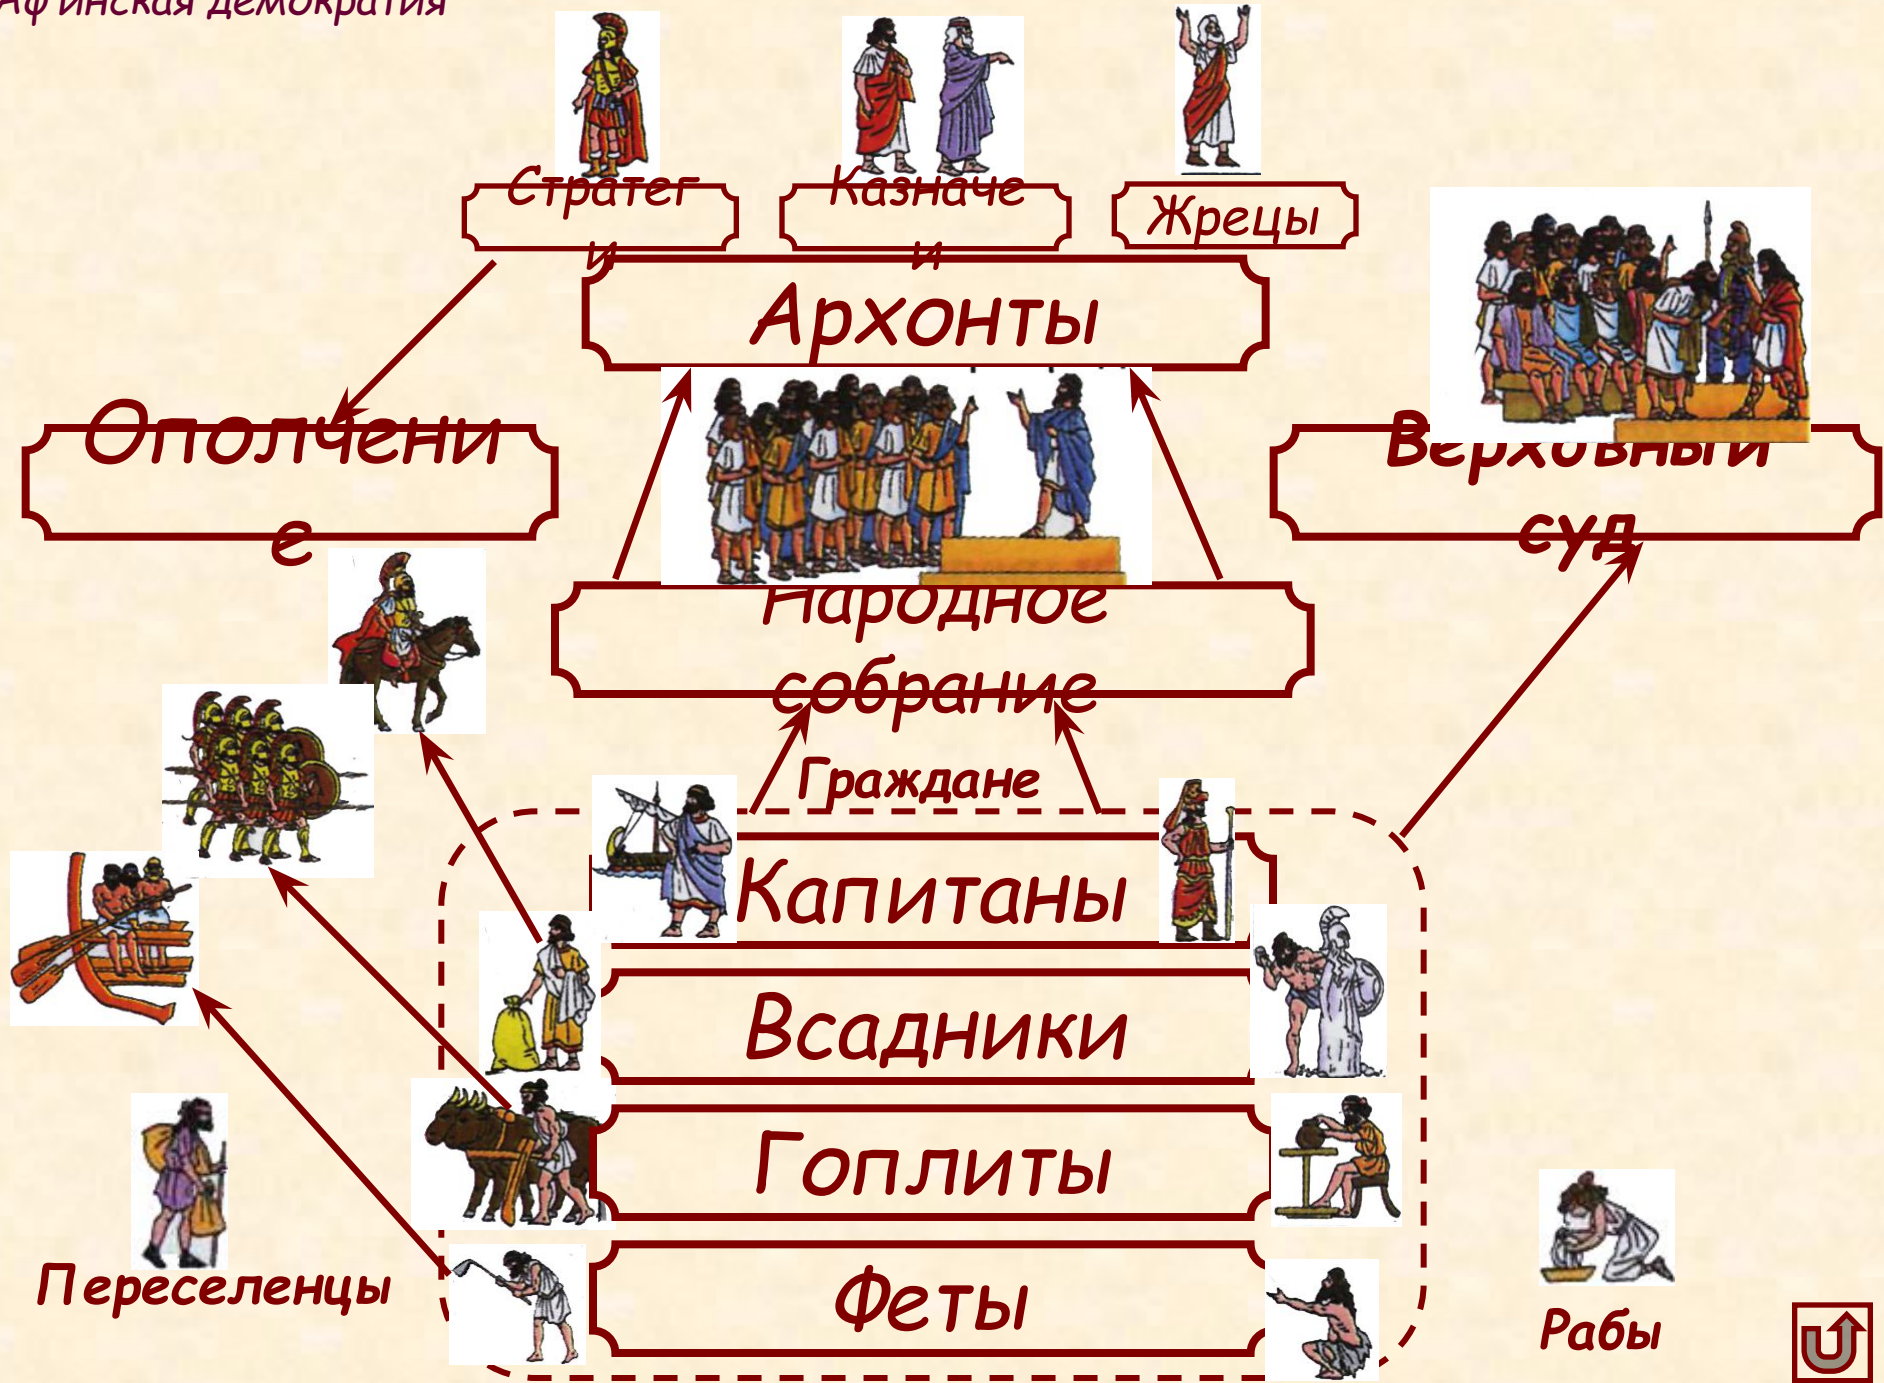 Афинская демократия
Стратег
и
Казначе
и
Жрецы
Архонты
Ополчени
е
Верховный
суд
Народное
собрание
Граждане
Капитаны
Всадники
Гоплиты
Феты
Переселенцы
Рабы